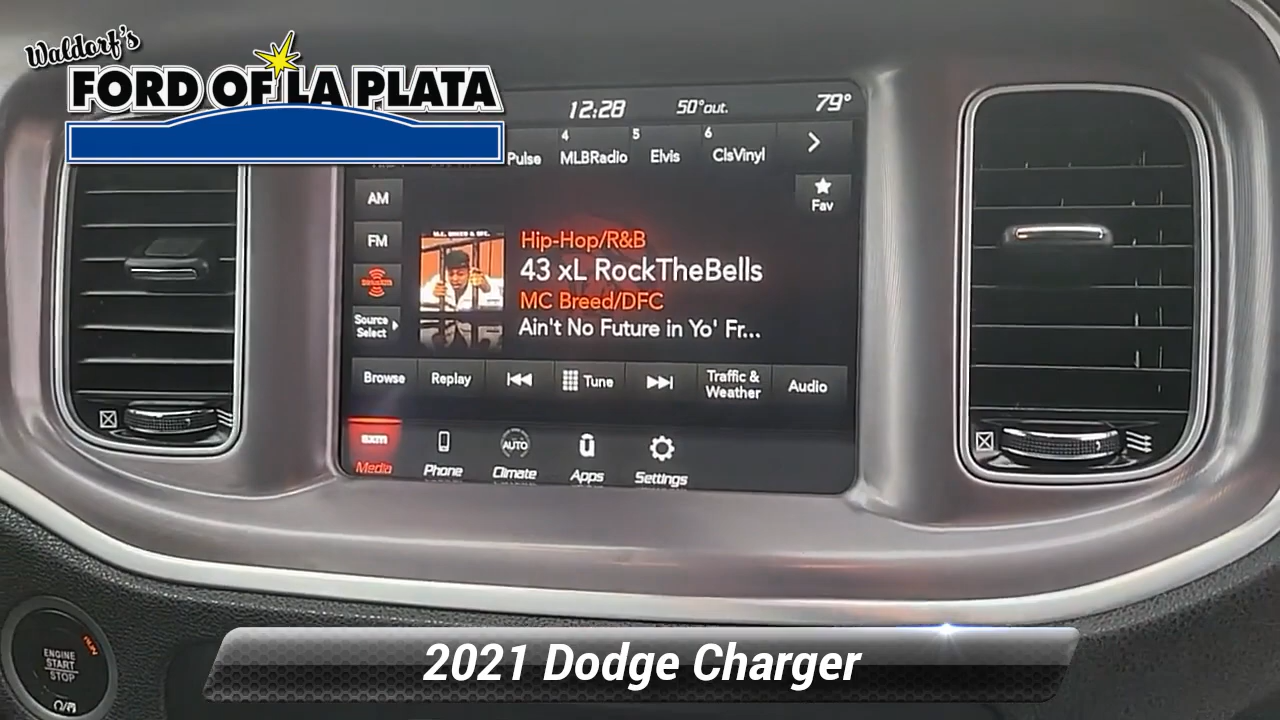 Waldorf's
FORD OF LA PLATA
12:28 50°out. 79°
4 5 6
Pulse MLBRadio Elvis ClsVinyl
AM
Fav
FM
Hip-Hop/R&B
43 xL RockTheBells
MC Breed/DFC
Ain't No Future in Yo' Fr...
Source
Select
Browse Replay Tune Traffic &
Weather Audio
sxm AUTO ū
Media Phone Climate Apps Settings
RUN
ENGINE
START
STOP
2021 Dodge Charger